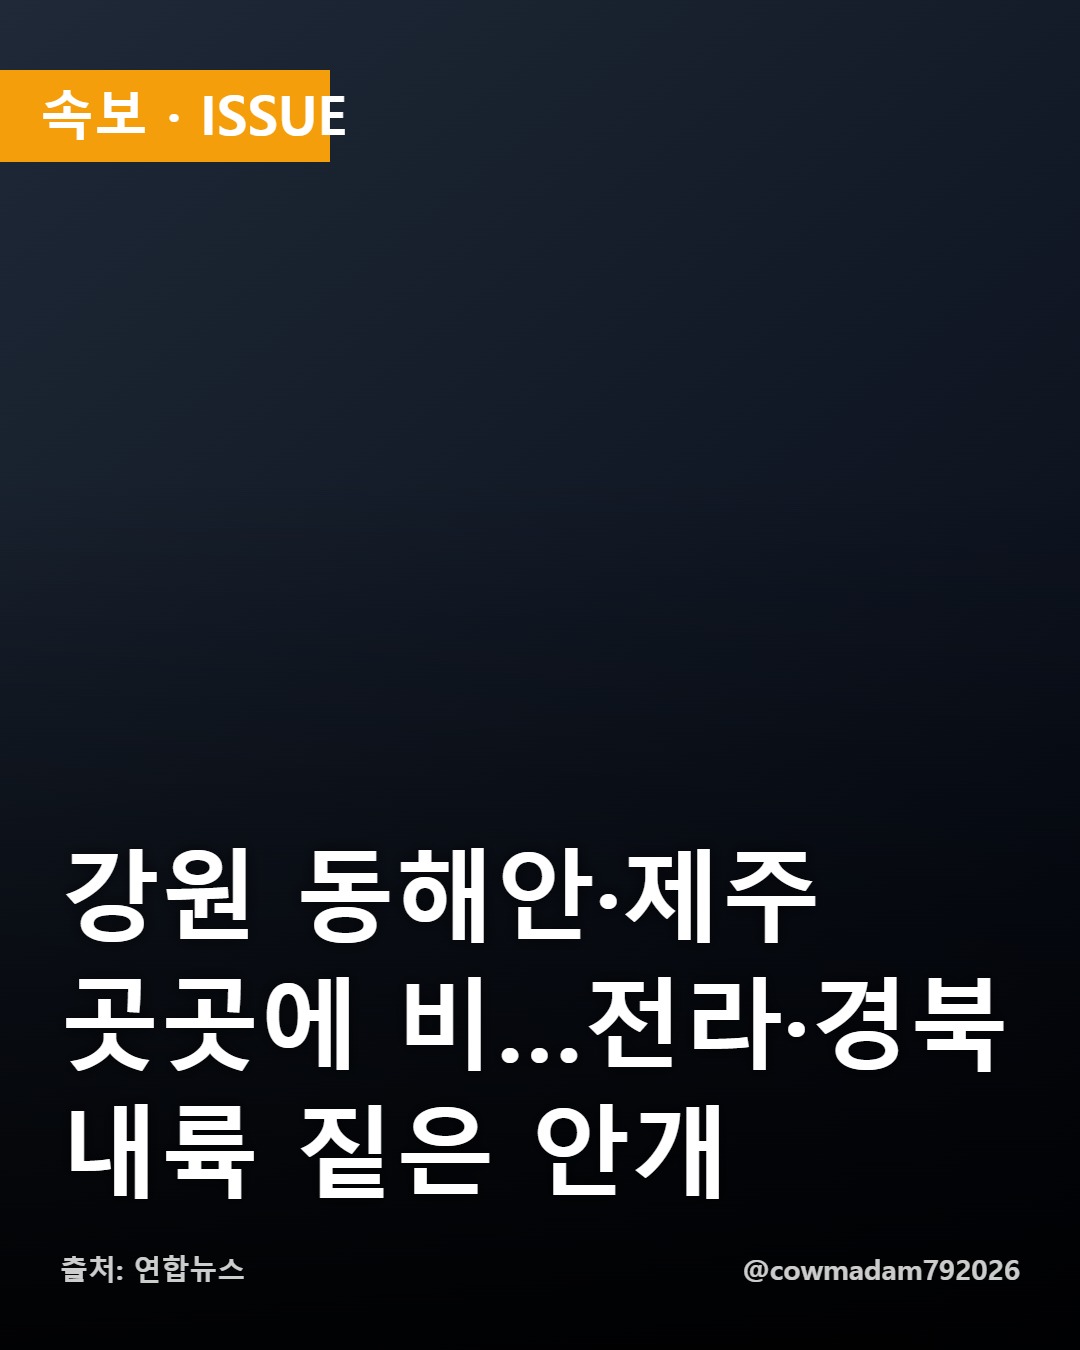 속보 · ISSUE
강원 동해안·제주
곳곳에 비…전라·경북
내륙 짙은 안개
출처: 연합뉴스
@cowmadam792026